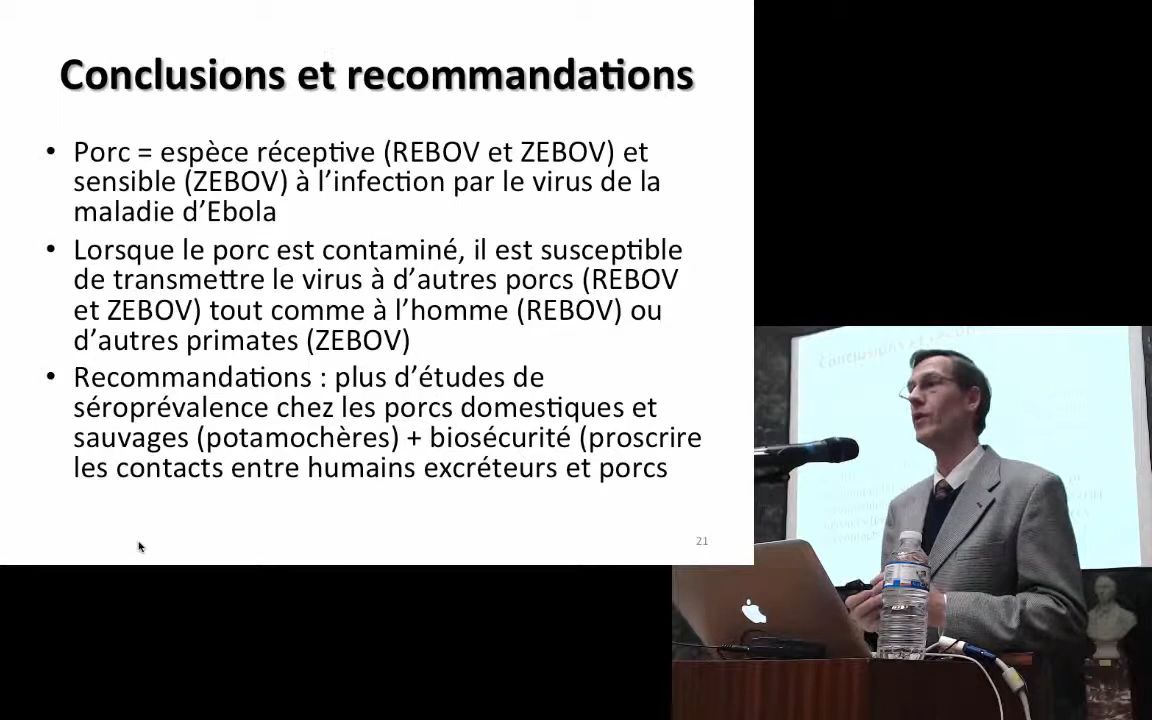 Conclusions et recommandations
• Porc = espèce réceptive (REBOV et ZEBOV) et
sensible (ZEBOV) à l’infection par le virus de la
maladie d’Ebola
• Lorsque le porc est contaminé, il est susceptible
de transmettre le virus à d’autres porcs (REBOV
et ZEBOV) tout comme à l’homme (REBOV) ou
d’autres primates (ZEBOV)
• Recommandations : plus d’études de
séroprévalence chez les porcs domestiques et
sauvages (potamochères) + biosécurité (proscrire
les contacts entre humains excréteurs et porcs
21